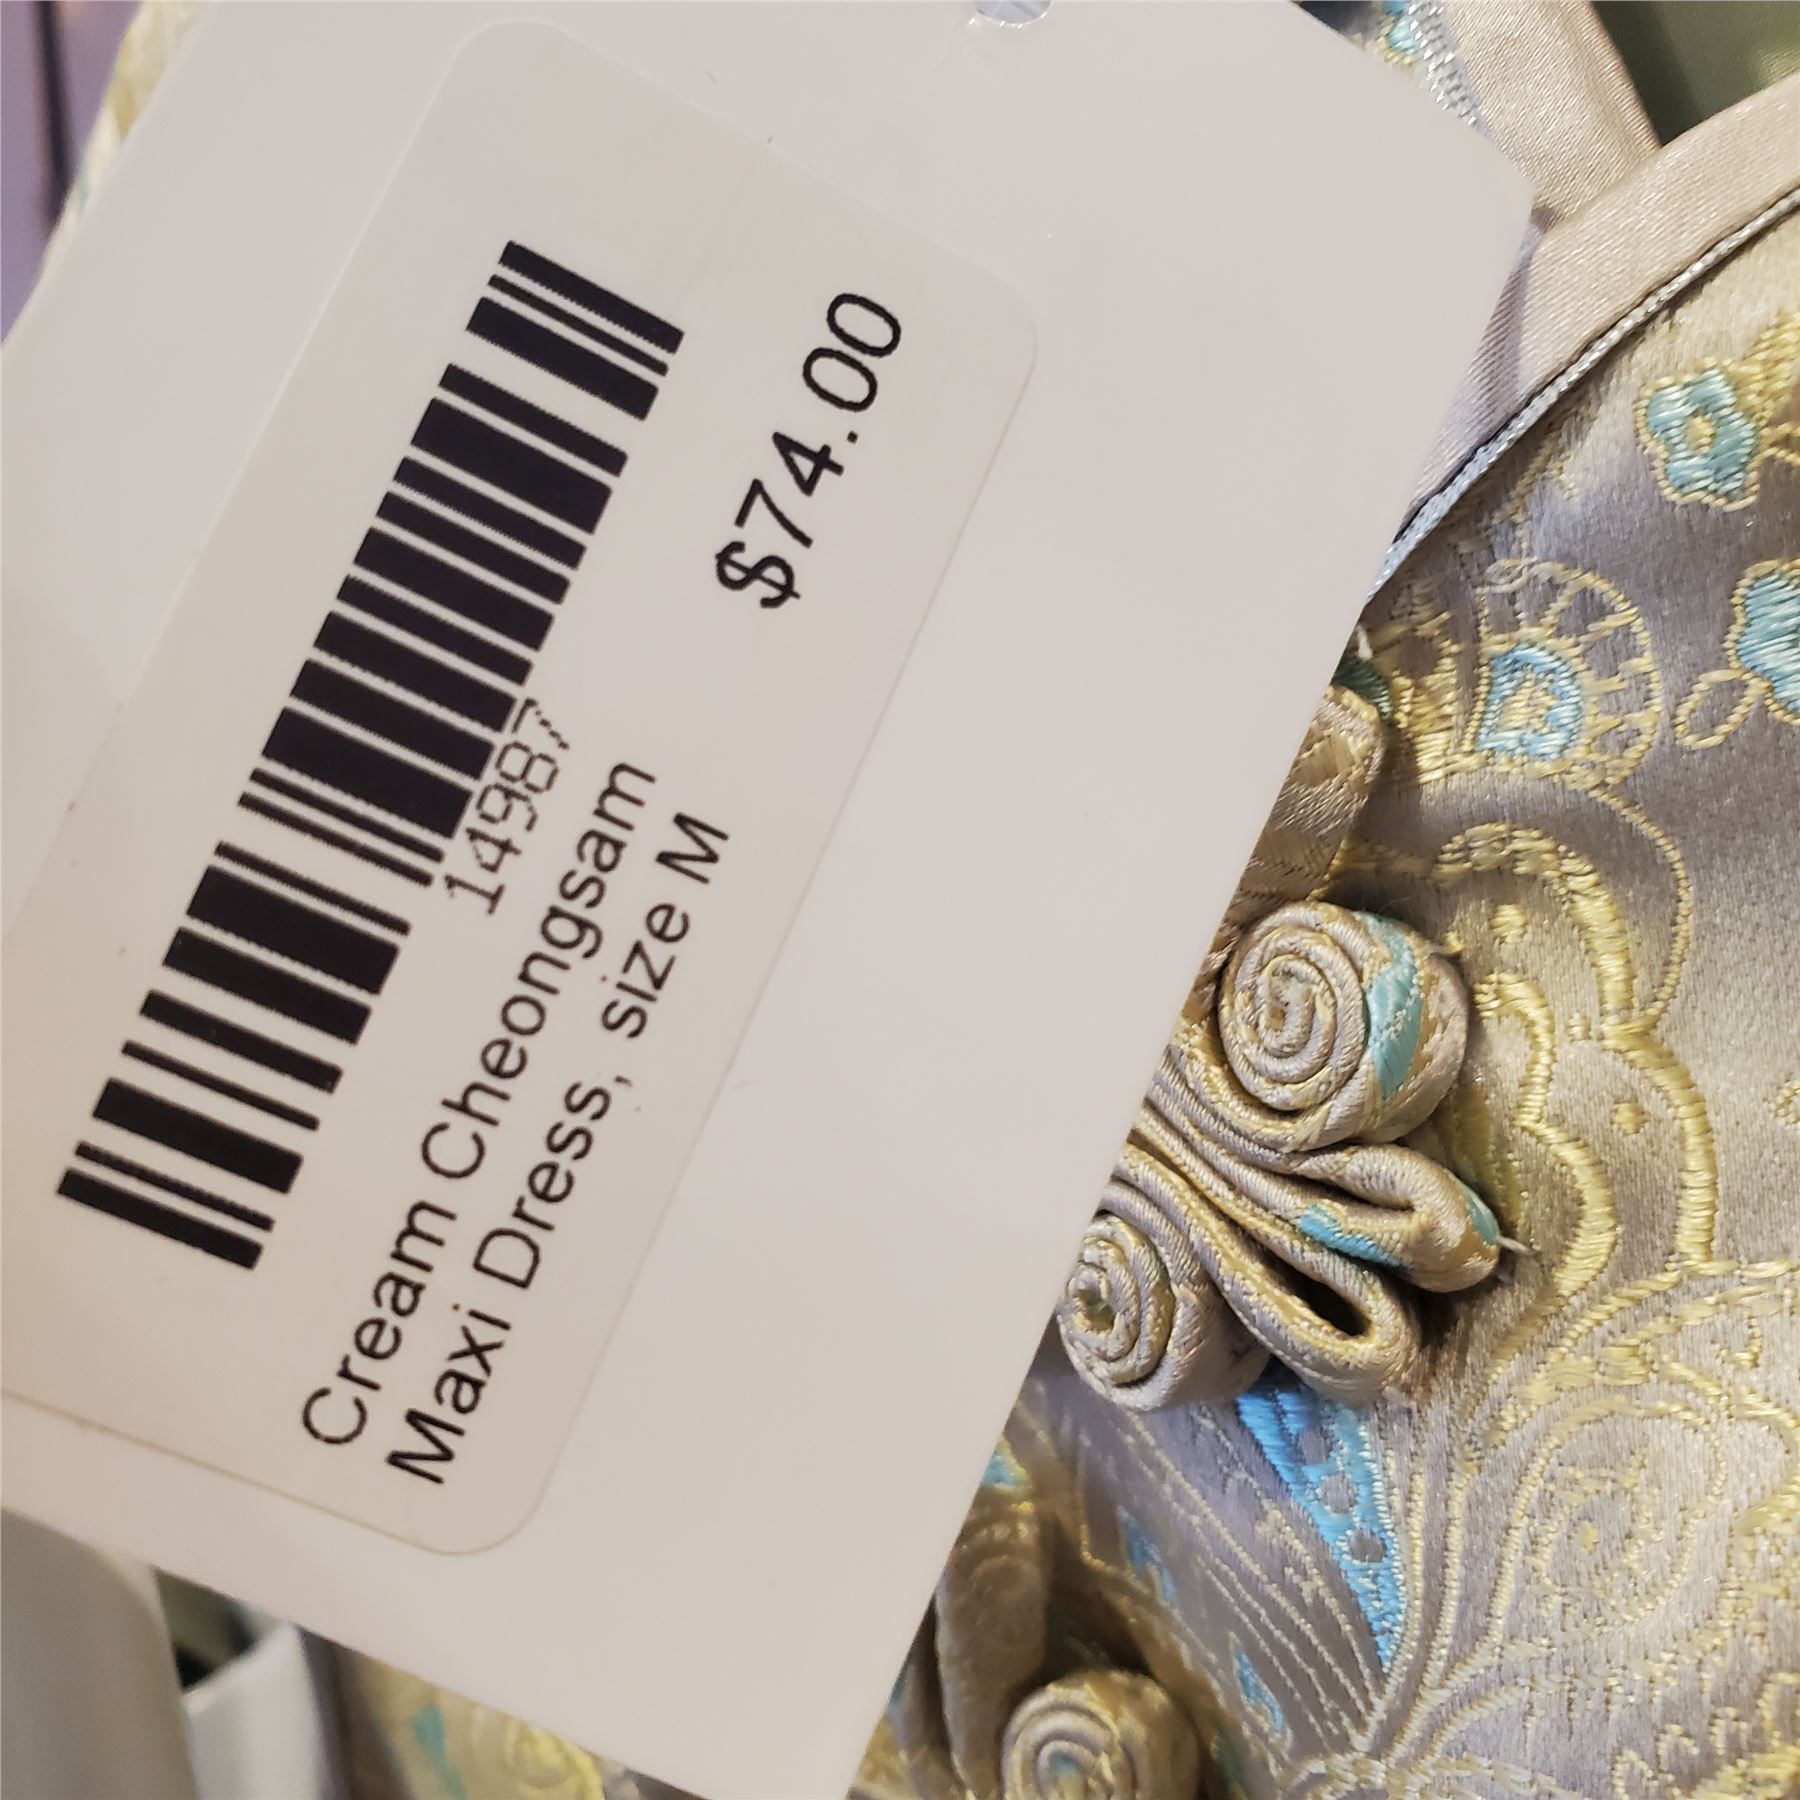 14987
Cream Cheongsam
Maxi Dress, size M
$74.00